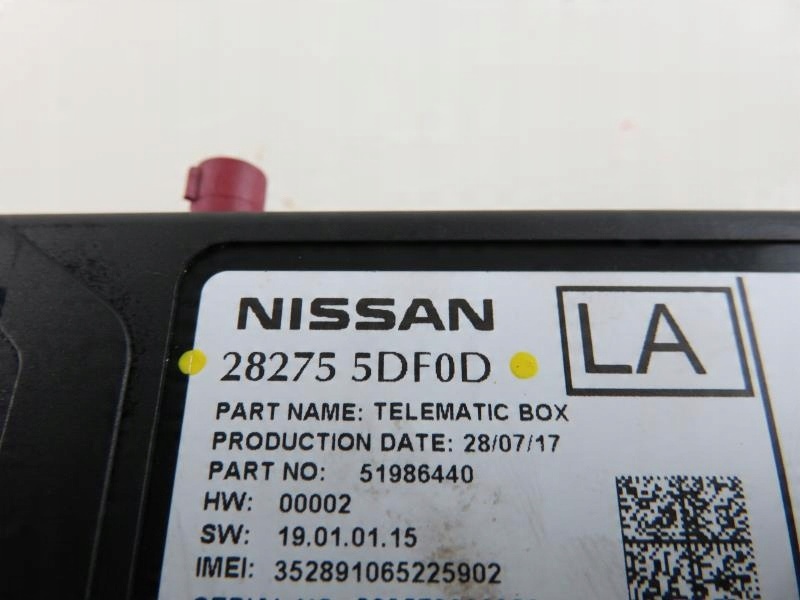 NISSAN
LA
28275 5DF0D
PART NAME: TELEMATIC BOX
PRODUCTION DATE: 28/07/17
PART NO: 51986440
HW: 00002
SW: 19.01.01.15
IMEI: 352891065225902